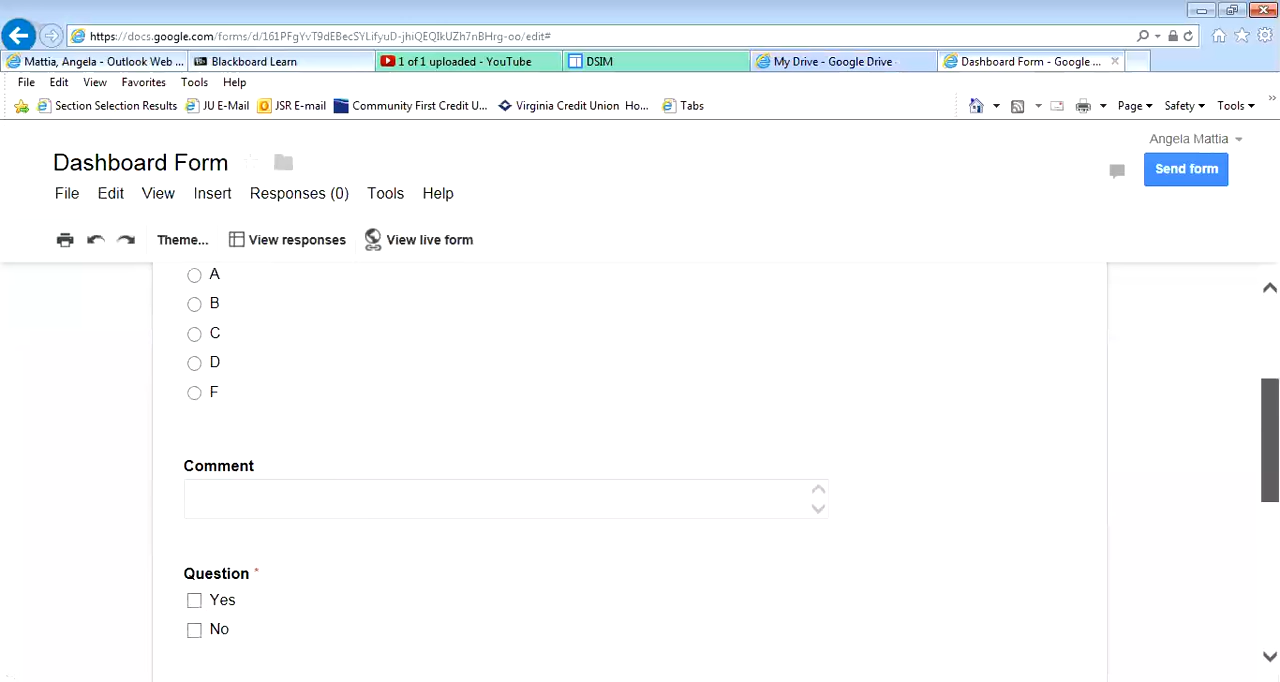 https://docs.google.com/forms/d/161PFgYvT9dEBecSYLifyuD-jhiQEQIkUZh7nBHrg-oo/edit#
Mattia, Angela - Outlook Web ... Blackboard Learn 1 of 1 uploaded - YouTube DSIM My Drive - Google Drive Dashboard Form - Google ...
File Edit View Favorites Tools Help
Section Selection Results JU E-Mail JSR E-mail Community First Credit U... Virginia Credit Union Ho... Tabs Page Safety Tools
Angela Mattia
Dashboard Form
Send form
File Edit View Insert Responses (0) Tools Help
Theme... View responses View live form
A
B
C
D
F
Comment
Question *
Yes
No